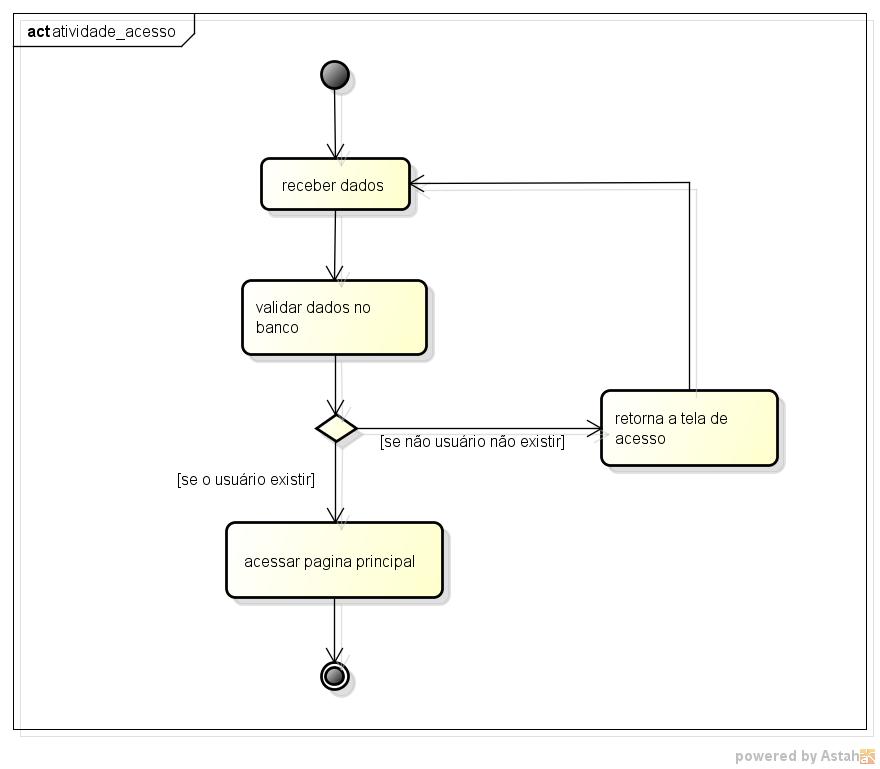 act atividade_acesso
receber dados
validar dados no
banco
retorna a tela de
acesso
[se não usuário não existir]
[se o usuário existir]
acessar pagina principal
powered by Astah